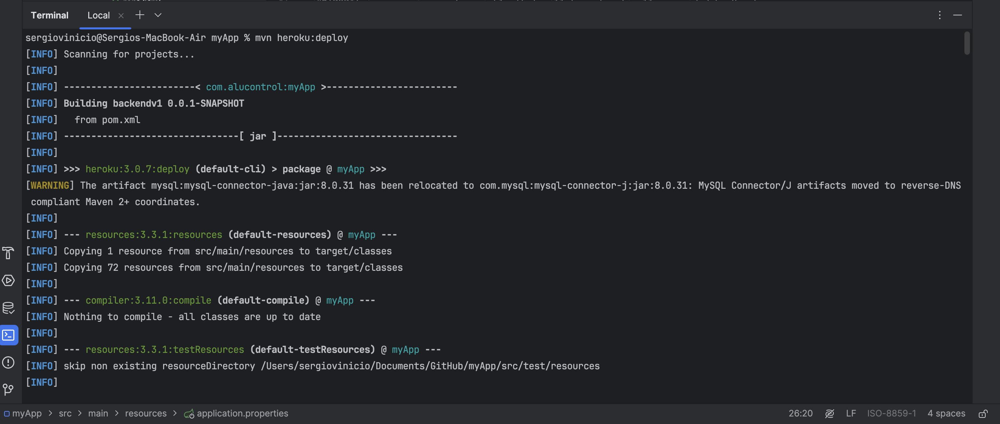 Terminal Local
sergiovinicio@Sergios-MacBook-Air myApp % mvn heroku:deploy
[INFO] Scanning for projects...
[INFO]
[INFO] ------------------------< com.alucontrol:myApp >------------------------
[INFO] Building backendv1 0.0.1-SNAPSHOT
[INFO]   from pom.xml
[INFO] --------------------------------[ jar ]---------------------------------
[INFO]
[INFO] >>> heroku:3.0.7:deploy (default-cli) > package @ myApp >>>
[WARNING] The artifact mysql:mysql-connector-java:jar:8.0.31 has been relocated to com.mysql:mysql-connector-j:jar:8.0.31: MySQL Connector/J artifacts moved to reverse-DNS
 compliant Maven 2+ coordinates.
[INFO]
[INFO] --- resources:3.3.1:resources (default-resources) @ myApp ---
[INFO] Copying 1 resource from src/main/resources to target/classes
[INFO] Copying 72 resources from src/main/resources to target/classes
[INFO]
[INFO] --- compiler:3.11.0:compile (default-compile) @ myApp ---
[INFO] Nothing to compile - all classes are up to date
[INFO]
[INFO] --- resources:3.3.1:testResources (default-testResources) @ myApp ---
[INFO] skip non existing resourceDirectory /Users/sergiovinicio/Documents/GitHub/myApp/src/test/resources
[INFO]
myApp > src > main > resources > application.properties 26:20 LF ISO-8859-1 4 spaces